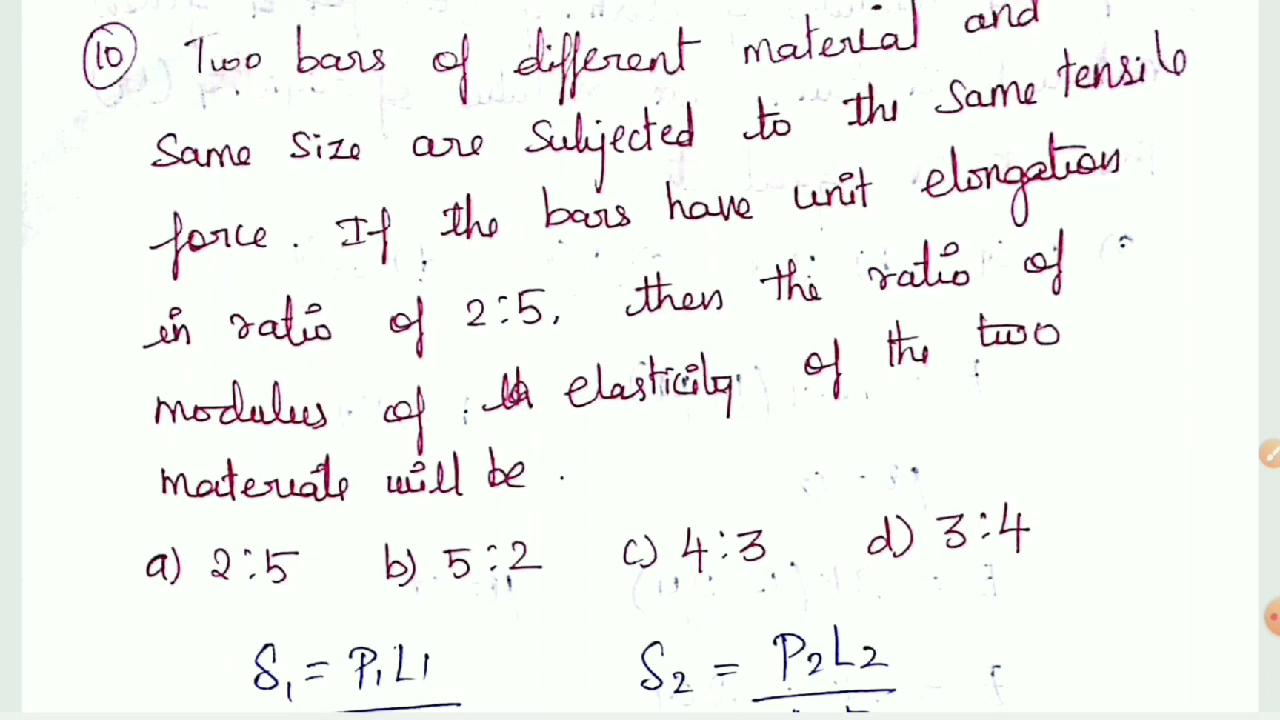 10 Two bars of different material and
same size are subjected to the same tensile
force. If the bars have unit elongation
in ratio of 2:5, then the ratio of
modulus of elasticity of the two
materials will be.
a) 2:5 b) 5:2 c) 4:3 d) 3:4
δ₁ = P₁L₁ δ₂ = P₂L₂